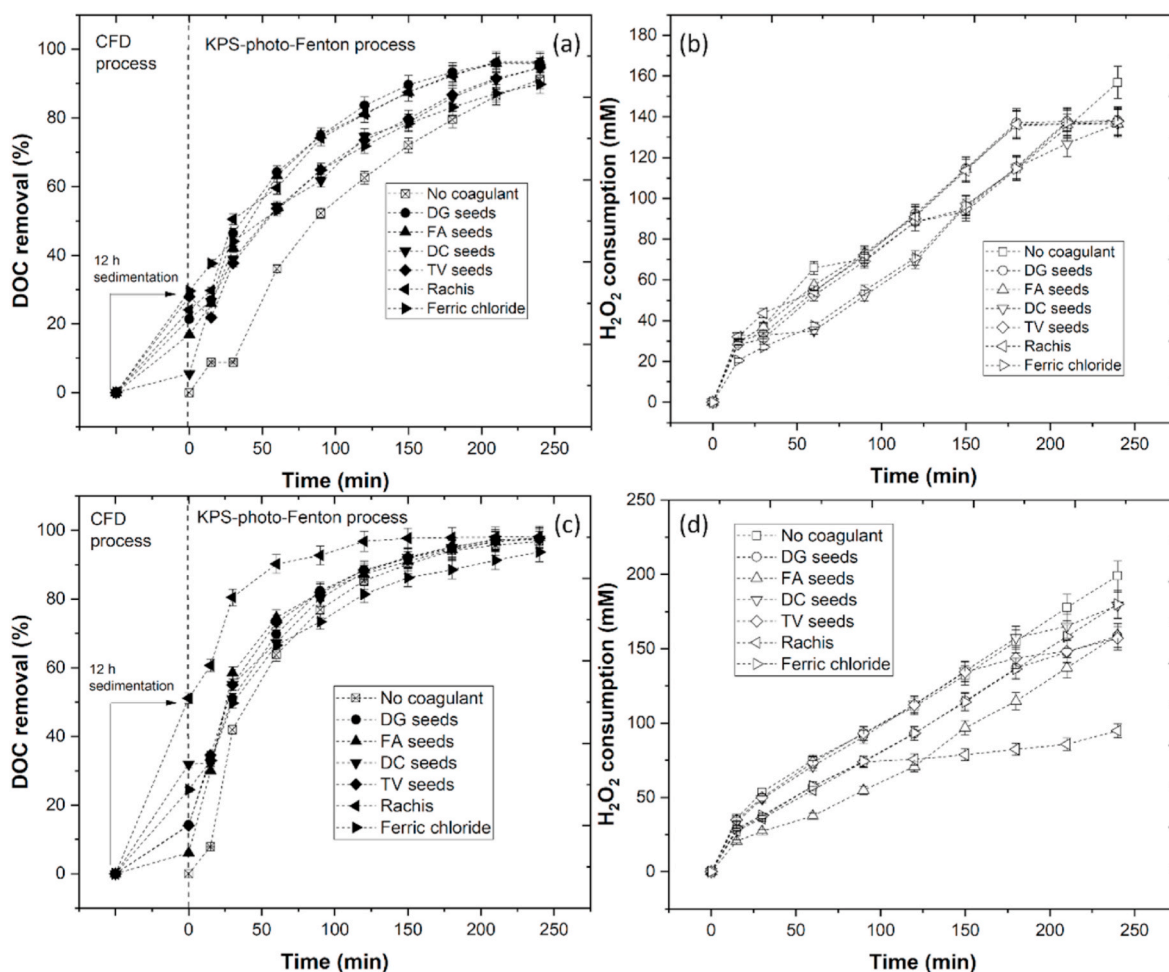 CFD
process
KPS-photo-Fenton process
(a)
DOC removal (%)
100
80
60
40
20
0
12 h
sedimentation
No coagulant
DG seeds
FA seeds
DC seeds
TV seeds
Rachis
Ferric chloride
0 50 100 150 200 250
Time (min)
(b)
H₂O₂ consumption (mM)
180
160
140
120
100
80
60
40
20
0
No coagulant
DG seeds
FA seeds
DC seeds
TV seeds
Rachis
Ferric chloride
0 50 100 150 200 250
Time (min)
CFD
process
KPS-photo-Fenton process
(c)
DOC removal (%)
100
80
60
40
20
0
12 h
sedimentation
No coagulant
DG seeds
FA seeds
DC seeds
TV seeds
Rachis
Ferric chloride
0 50 100 150 200 250
Time (min)
(d)
H₂O₂ consumption (mM)
250
200
150
100
50
0
No coagulant
DG seeds
FA seeds
DC seeds
TV seeds
Rachis
Ferric chloride
0 50 100 150 200 250
Time (min)